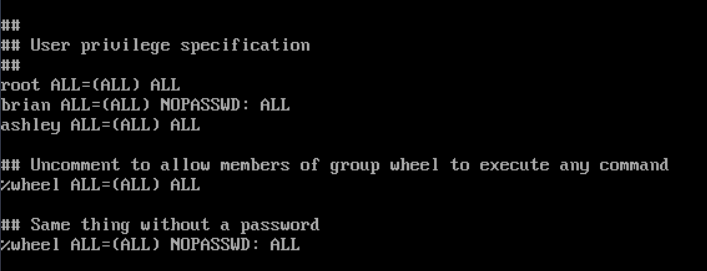 ##
## User privilege specification
##
root ALL=(ALL) ALL
brian ALL=(ALL) NOPASSWD: ALL
ashley ALL=(ALL) ALL
## Uncomment to allow members of group wheel to execute any command
%wheel ALL=(ALL) ALL
## Same thing without a password
%wheel ALL=(ALL) NOPASSWD: ALL